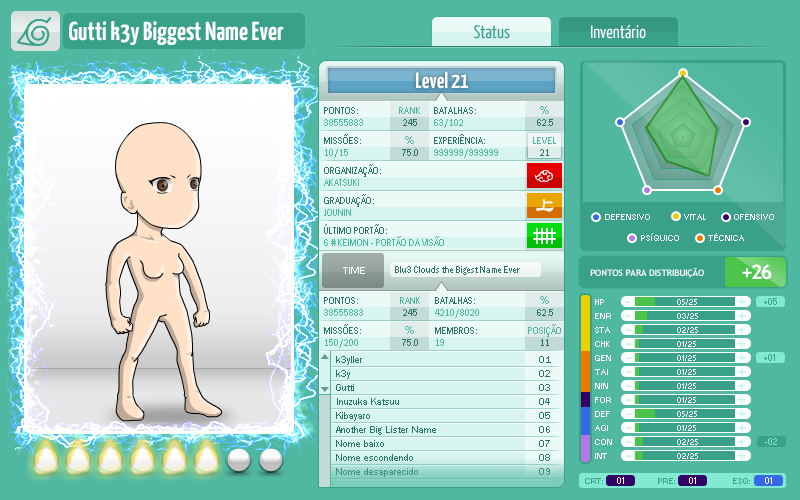 Gutti k3y Biggest Name Ever
Status
Inventário
Level 21
PONTOS: RANK BATALHAS: %
38555883 245 63/102 62.5
MISSÕES: % EXPERIÊNCIA: LEVEL
10/15 75.0 999999/999999 21
ORGANIZAÇÃO:
AKATSUKI
GRADUAÇÃO:
JOUNIN
ÚLTIMO PORTÃO:
6 # KEIMON - PORTÃO DA VISÃO
TIME Blu3 Clouds the Bigest Name Ever
PONTOS: RANK BATALHAS: %
38555883 245 4210/8020 62.5
MISSÕES: % MEMBROS: POSIÇÃO
150/200 75.0 19 11
k3yller 01
k3y 02
Gutti 03
Inuzuka Katsuu 04
Kibayaro 05
Another Big Lister Name 06
Nome baixo 07
Nome escondendo 08
Nome desaparecido 09
DEFENSIVO VITAL OFENSIVO
PSÍQUICO TÉCNICA
PONTOS PARA DISTRIBUIÇÃO +26
HP - 05/25 + +05
ENR - 03/25 +
STA - 02/25 +
CHK - 01/25 +
GEN - 01/25 + +01
TAI - 01/25 +
NIN - 01/25 +
FOR - 01/25 +
DEF - 05/25 +
AGI - 01/25 +
CON - 02/25 + -02
INT - 02/25 +
CRT: 01 PRE: 01 ESQ: 01